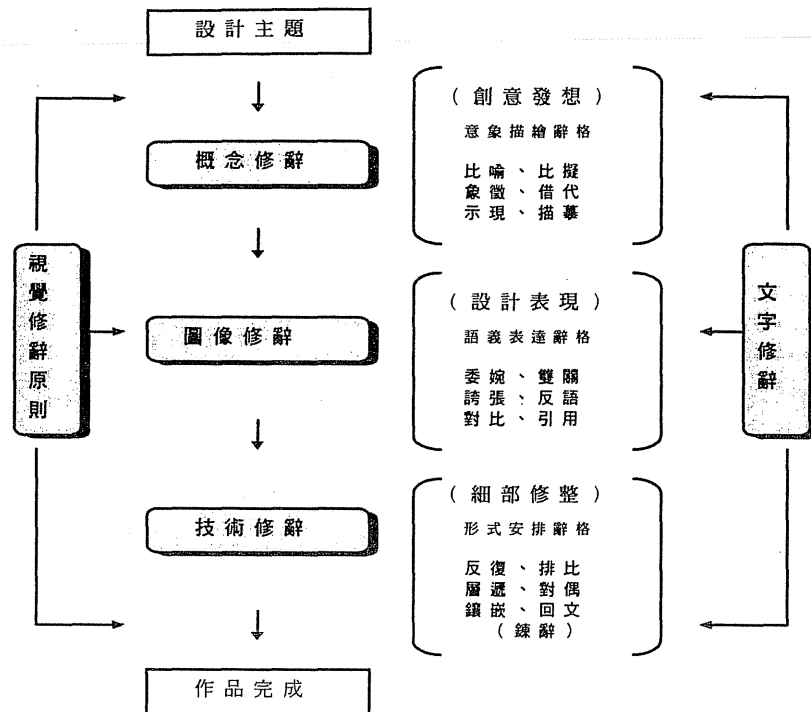 設計主題
概念修辭
圖像修辭
技術修辭
作品完成
視覺修辭原則
(創意發想)
意象描繪辭格
比喻、比擬
象徵、借代
示現、描摹
(設計表現)
語義表達辭格
委婉、雙關
誇張、反語
對比、引用
(細部修整)
形式安排辭格
反復、排比
層遞、對偶
鑲嵌、回文
(鍊辭)
文字修辭